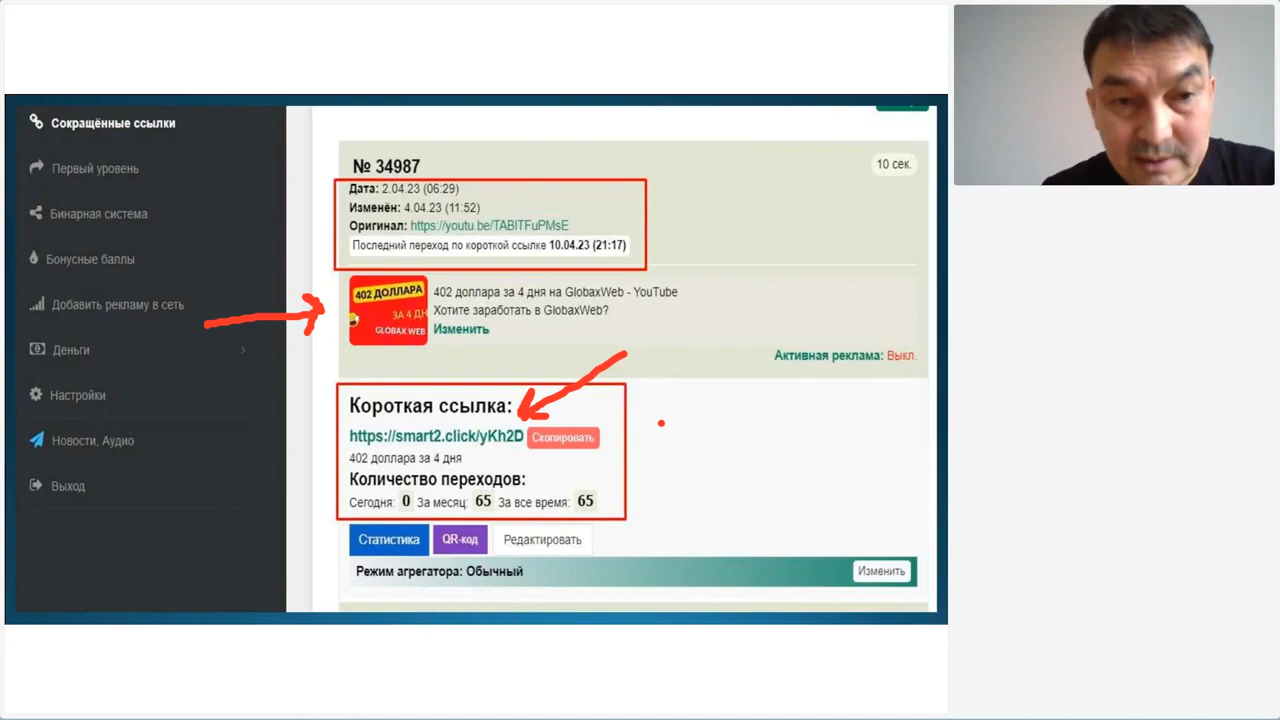 Сокращённые ссылки
Первый уровень
Бинарная система
Бонусные баллы
Добавить рекламу в сеть
Деньги
Настройки
Новости, Аудио
Выход
№ 34987
10 сек.
Дата: 2.04.23 (06:29)
Изменён: 4.04.23 (11:52)
Оригинал: https://youtu.be/TABlTFuPMsE
Последний переход по короткой ссылке 10.04.23 (21:17)
402 ДОЛЛАРА
ЗА 4 ДН
GLOBAX WEB
402 доллара за 4 дня на GlobaxWeb - YouTube
Хотите заработать в GlobaxWeb?
Изменить
Активная реклама: Выкл.
Короткая ссылка:
https://smart2.click/yKh2D Скопировать
402 доллара за 4 дня
Количество переходов:
Сегодня: 0 За месяц: 65 За все время: 65
Статистика QR-код Редактировать
Режим агрегатора: Обычный Изменить